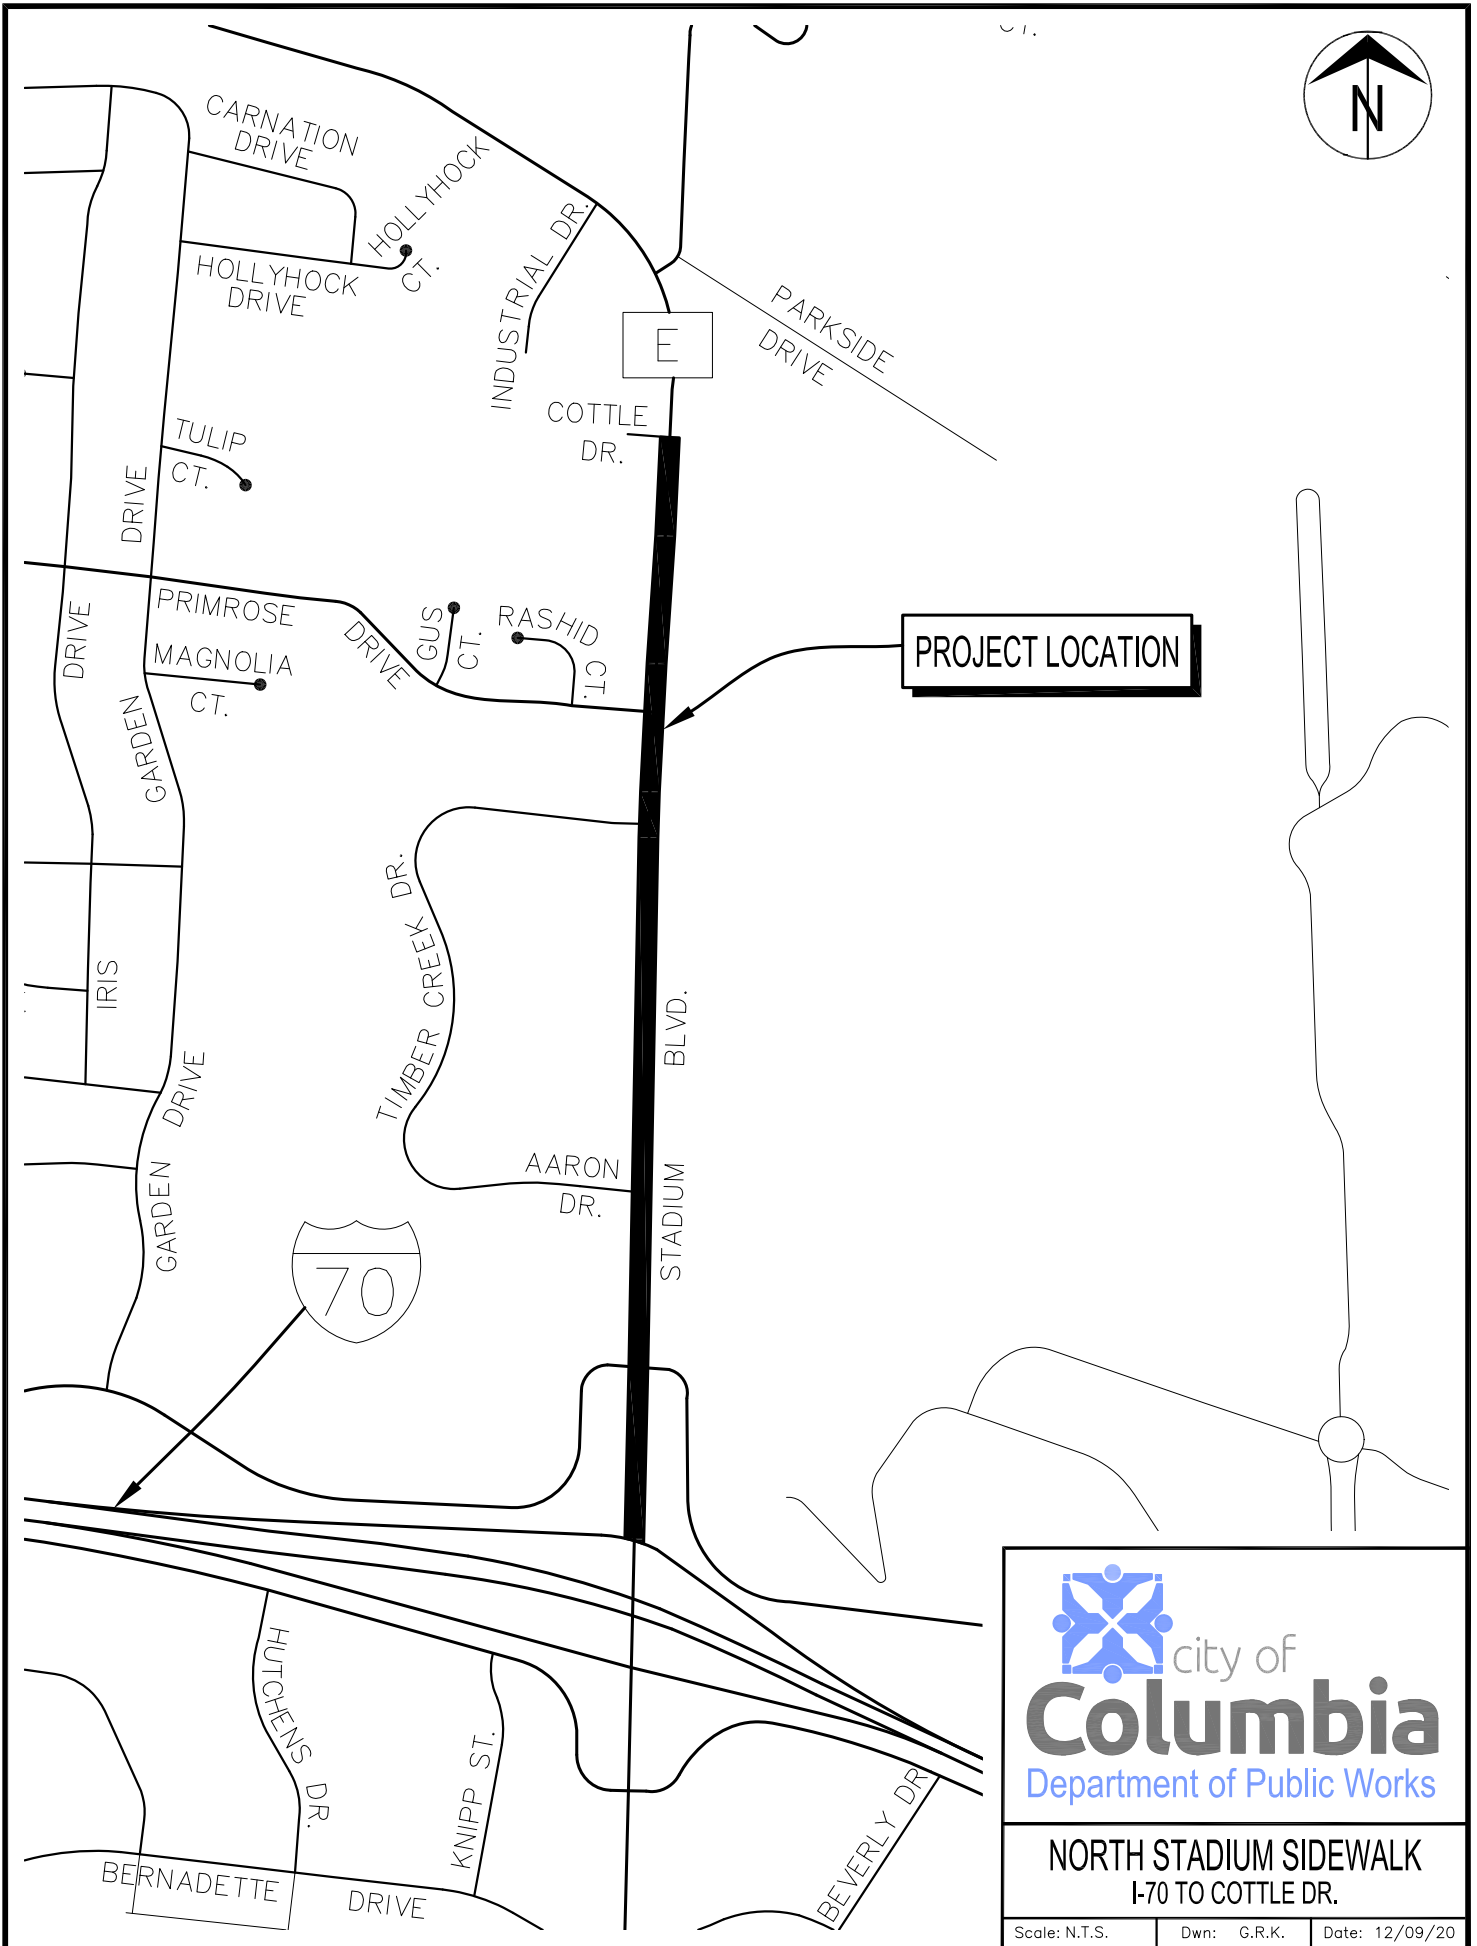 CARNATION
DRIVE
HOLLYHOCK
CT.
HOLLYHOCK
DRIVE
INDUSTRIAL DR.
N
E
PARKSIDE
DRIVE
COTTLE
DR.
TULIP
CT.
DRIVE
PRIMROSE
DRIVE
DRIVE
MAGNOLIA
CT.
GARDEN
GUS
CT.
RASHID
CT.
PROJECT LOCATION
TIMBER CREEK DR.
IRIS
STADIUM BLVD.
GARDEN DRIVE
AARON
DR.
70
HUTCHENS DR.
KNIPP ST.
BERNADETTE
DRIVE
BEVERLY DR
city of
Columbia
Department of Public Works
NORTH STADIUM SIDEWALK
I-70 TO COTTLE DR.
Scale: N.T.S. Dwn: G.R.K. Date: 12/09/20